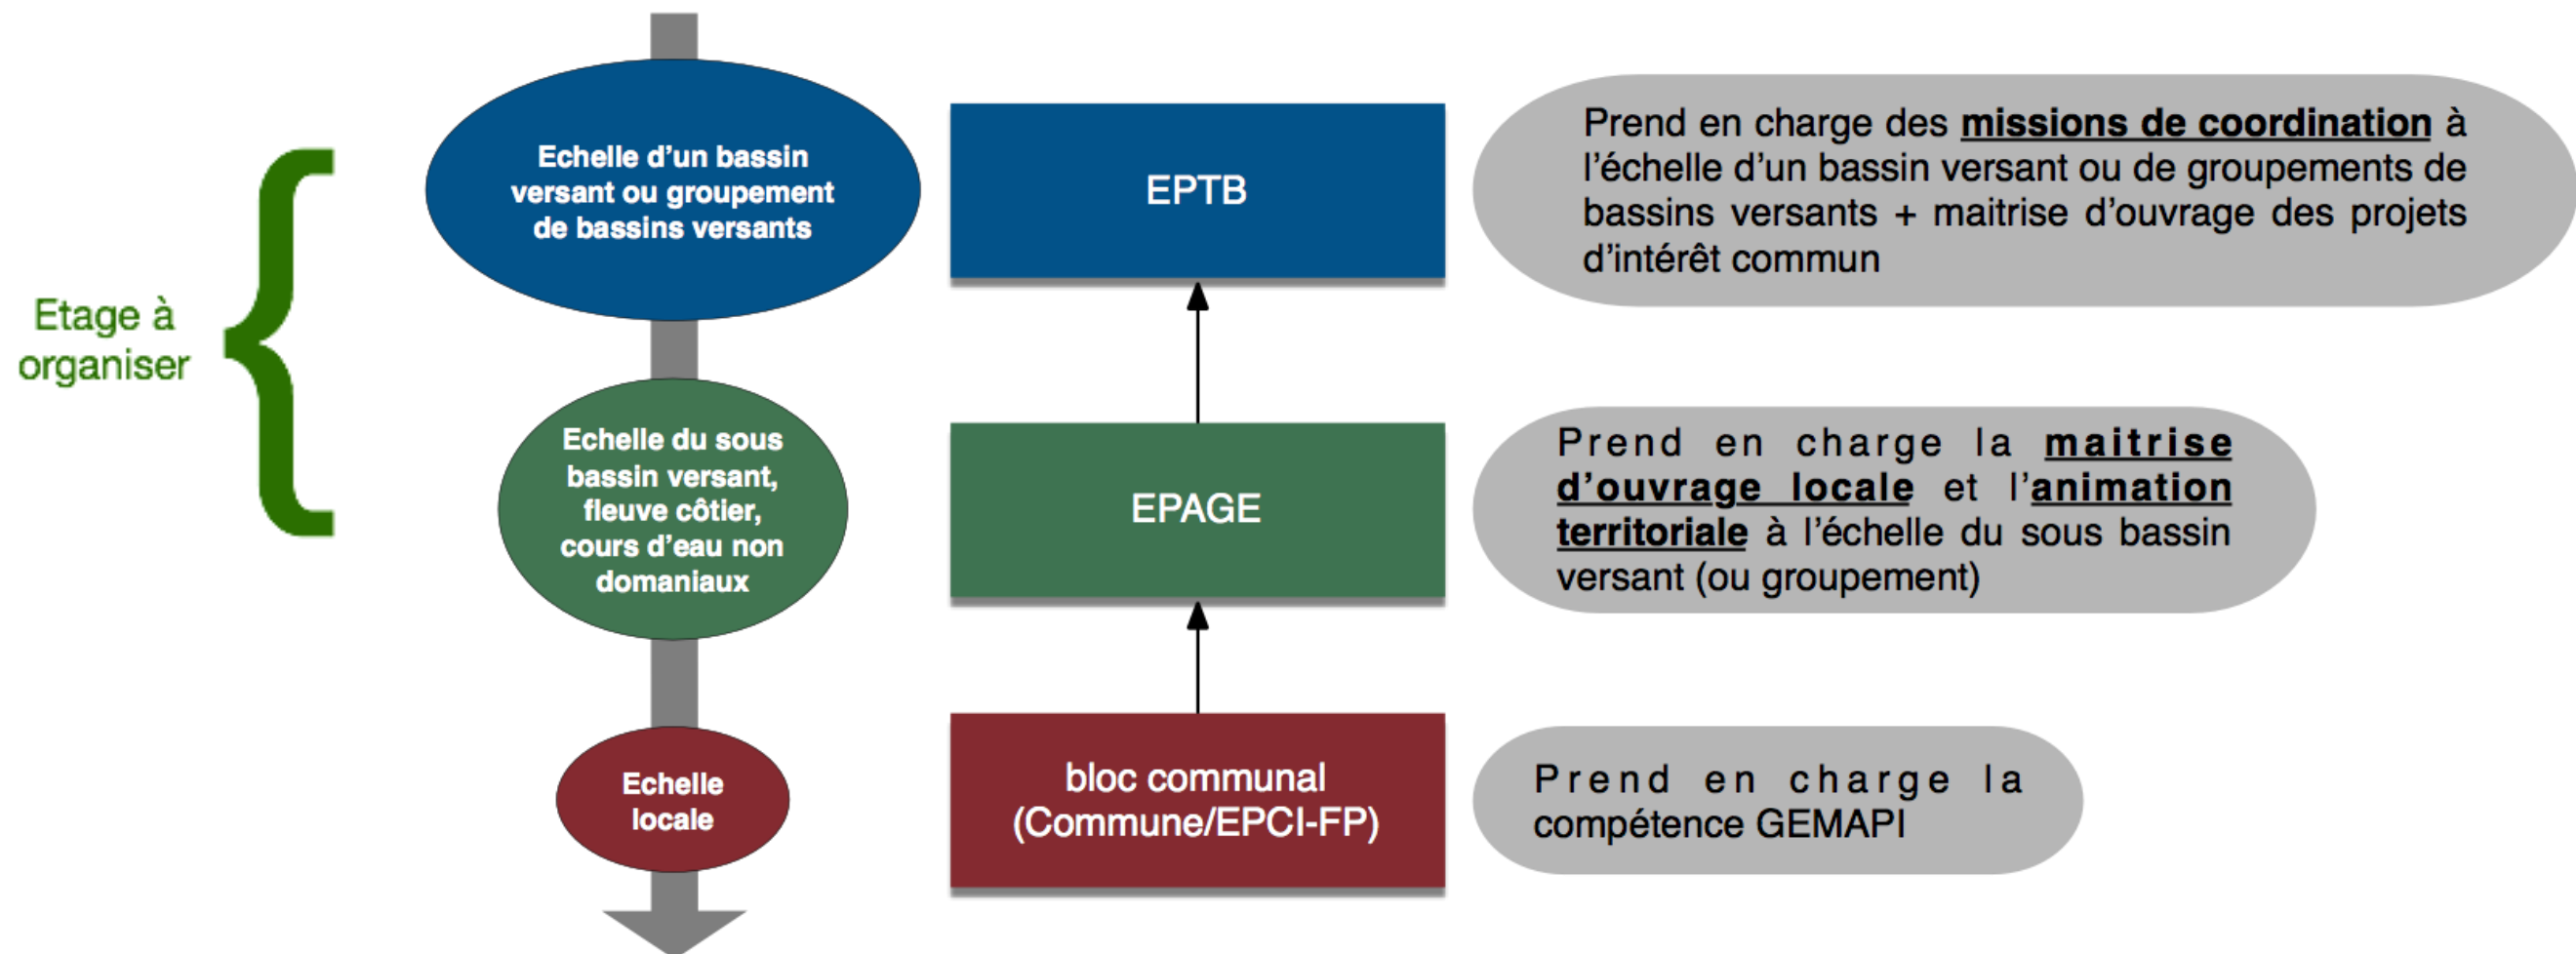 Etage à
organiser
Echelle d'un bassin
versant ou groupement
de bassins versants
EPTB
Prend en charge des missions de coordination à
l'échelle d'un bassin versant ou de groupements de
bassins versants + maitrise d'ouvrage des projets
d'intérêt commun
Echelle du sous
bassin versant,
fleuve côtier,
cours d'eau non
domaniaux
EPAGE
Prend en charge la maitrise
d'ouvrage locale et l'animation
territoriale à l'échelle du sous bassin
versant (ou groupement)
Echelle
locale
bloc communal
(Commune/EPCI-FP)
Prend en charge la
compétence GEMAPI